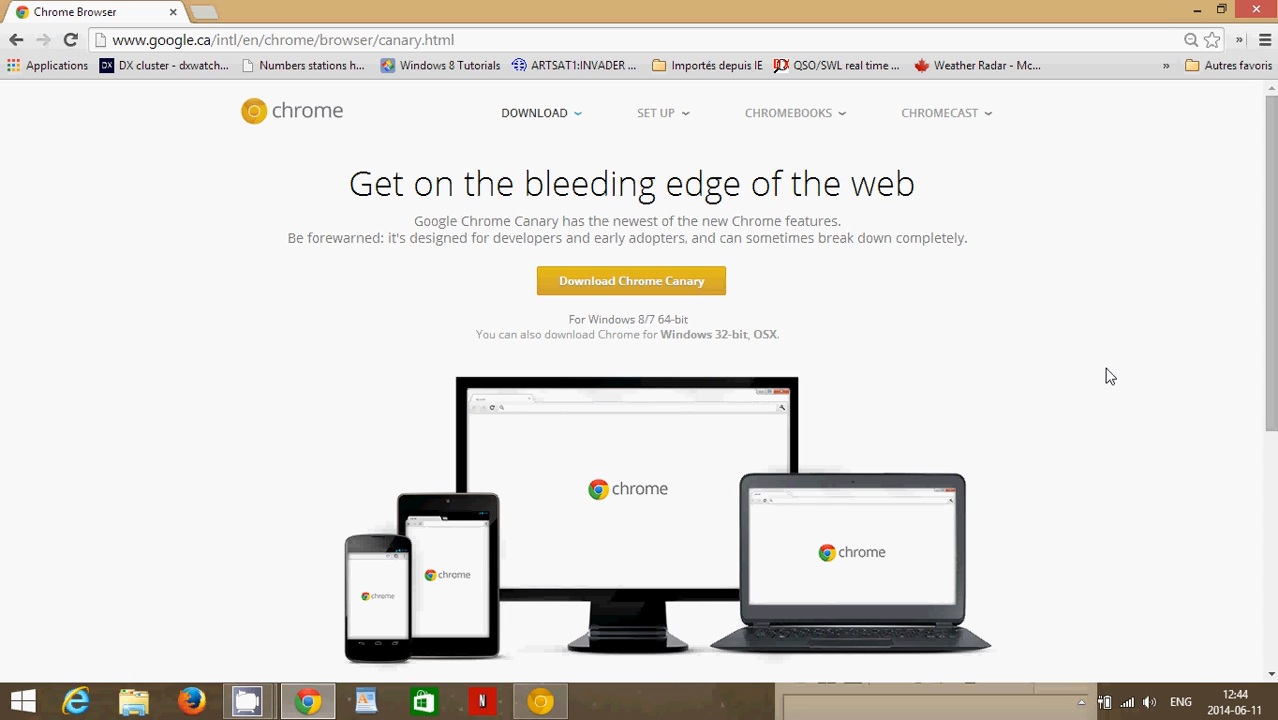 Chrome Browser
www.google.ca/intl/en/chrome/browser/canary.html
Applications
DX cluster - dxwatch...
Numbers stations h...
Windows 8 Tutorials
ARTSAT1:INVADER ...
Importés depuis IE
QSO/SWL real time ...
Weather Radar - Mc...
»
Autres favoris
chrome
DOWNLOAD
SET UP
CHROMEBOOKS
CHROMECAST
Get on the bleeding edge of the web
Google Chrome Canary has the newest of the new Chrome features.
Be forewarned: it's designed for developers and early adopters, and can sometimes break down completely.
Download Chrome Canary
For Windows 8/7 64-bit
You can also download Chrome for Windows 32-bit, OSX.
chrome
chrome
chrome
chrome
N
ENG
12:44
2014-06-11